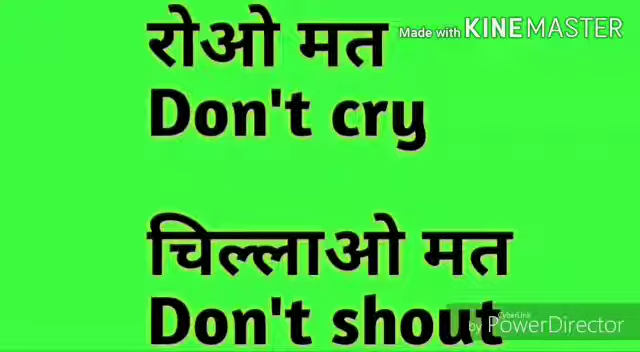 रोओ मत
Made with KINEMASTER
Don't cry
चिल्लाओ मत
Don't shout
CyberLink
by PowerDirector